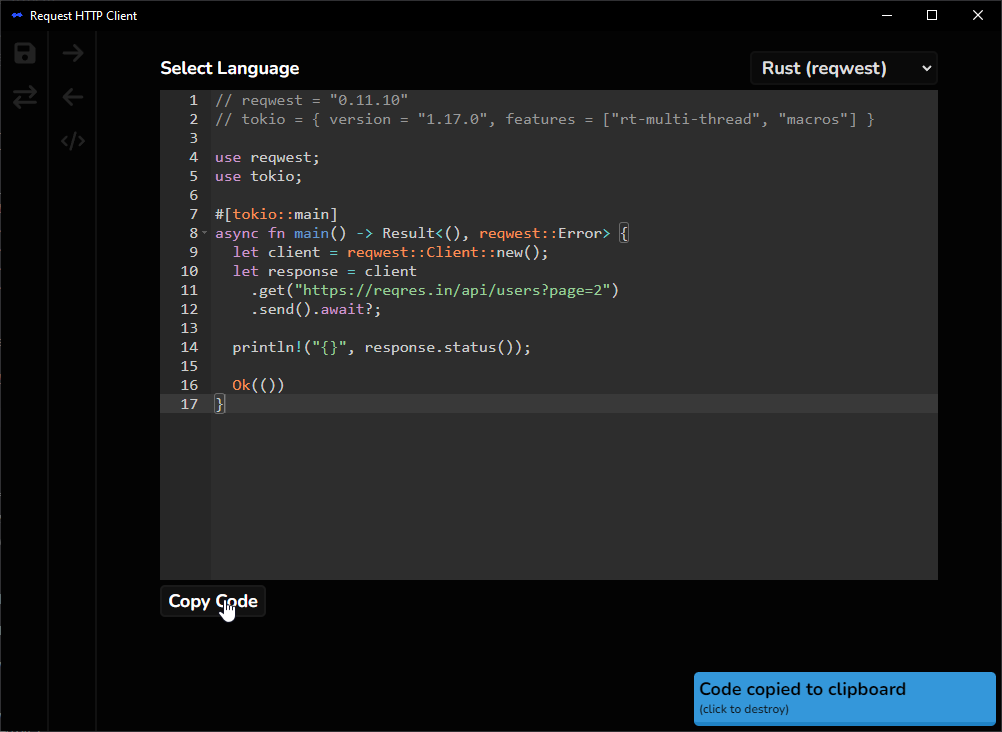 Request HTTP Client
Select Language
Rust (reqwest)
1 // reqwest = "0.11.10"
2 // tokio = { version = "1.17.0", features = ["rt-multi-thread", "macros"] }
3
4 use reqwest;
5 use tokio;
6
7 #[tokio::main]
8 async fn main() -> Result<(), reqwest::Error> {
9   let client = reqwest::Client::new();
10   let response = client
11     .get("https://reqres.in/api/users?page=2")
12     .send().await?;
13
14   println!("{}", response.status());
15
16   Ok(())
17 }
Copy Code
Code copied to clipboard
(click to destroy)